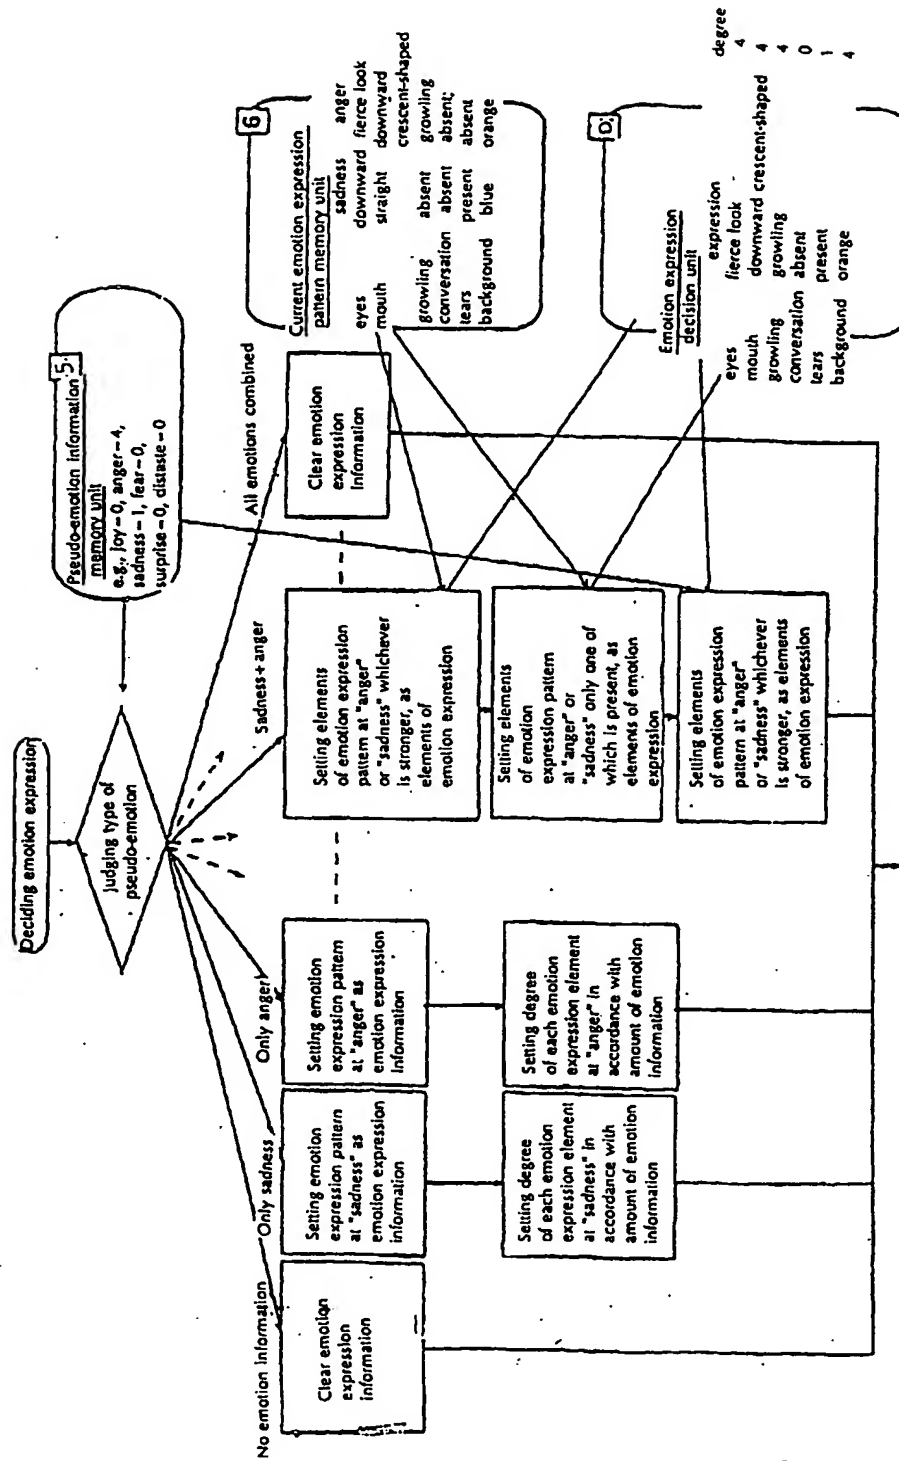 Deciding emotion expression
Judging type of
pseudo-emotion
5.
Pseudo-emotion information
memory unit
e.g., joy=0, anger=4,
sadness=1, fear=0,
surprise=0, distaste=0
No emotion information
Only sadness
Only anger
Sadness+anger
All emotions combined
Clear emotion
expression
information
Setting emotion
expression pattern
at "sadness" as
emotion expression
information
Setting degree
of each emotion
expression element
at "sadness" in
accordance with
amount of emotion
information
Setting emotion
expression pattern
at "anger" as
emotion expression
information
Setting degree
of each emotion
expression element
at "anger" in
accordance with
amount of emotion
information
Setting elements
of emotion expression
pattern at "anger"
or "sadness" whichever
is stronger, as
elements of
emotion expression
Setting elements
of emotion
expression pattern
at "anger" or
"sadness" only one of
which is present, as
elements of emotion
expression
Setting elements
of emotion expression
pattern at "anger"
or "sadness" whichever
is stronger, as elements
of emotion expression
Clear emotion
expression
information
6
Current emotion expression
pattern memory unit
sadness anger
eyes downward fierce look
mouth straight downward
crescent-shaped
growling absent growling
conversation absent absent;
tears present absent
background blue orange
Emotion expression
decision unit
expression degree
eyes fierce look 4
mouth downward crescent-shaped 4
growling growling 4
conversation absent 0
tears present 1
background orange 4